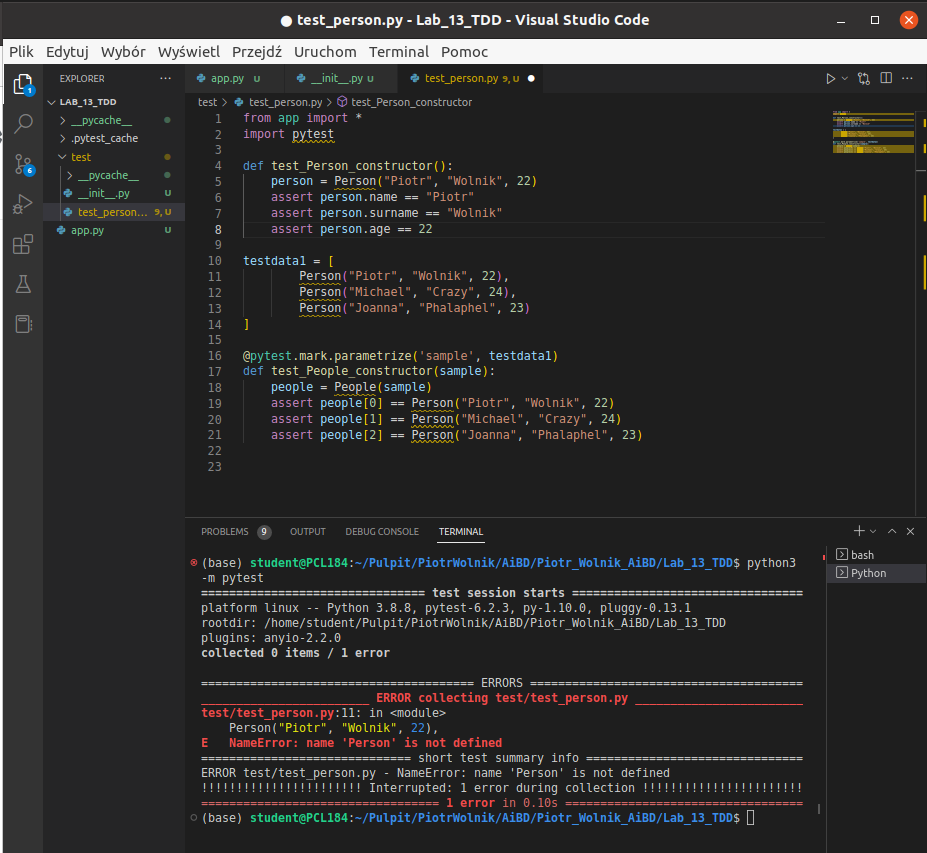 ● test_person.py - Lab_13_TDD - Visual Studio Code
Plik Edytuj Wybór Wyświetl Przejdź Uruchom Terminal Pomoc
EXPLORER ...
LAB_13_TDD
__pycache__
.pytest_cache
test
__pycache__
__init__.py U
test_person... 9, U
app.py U
1
6
app.py U __init__.py U test_person.py 9, U ●
test > test_person.py > test_Person_constructor
1 from app import *
2 import pytest
3
4 def test_Person_constructor():
5 person = Person("Piotr", "Wolnik", 22)
6 assert person.name == "Piotr"
7 assert person.surname == "Wolnik"
8 assert person.age == 22
9
10 testdata1 = [
11 Person("Piotr", "Wolnik", 22),
12 Person("Michael", "Crazy", 24),
13 Person("Joanna", "Phalaphel", 23)
14 ]
15
16 @pytest.mark.parametrize('sample', testdata1)
17 def test_People_constructor(sample):
18 people = People(sample)
19 assert people[0] == Person("Piotr", "Wolnik", 22)
20 assert people[1] == Person("Michael", "Crazy", 24)
21 assert people[2] == Person("Joanna", "Phalaphel", 23)
22
23
PROBLEMS 9 OUTPUT DEBUG CONSOLE TERMINAL
bash
Python
(base) student@PCL184:~/Pulpit/PiotrWolnik/AiBD/Piotr_Wolnik_AiBD/Lab_13_TDD$ python3
-m pytest
================================ test session starts =================================
platform linux -- Python 3.8.8, pytest-6.2.3, py-1.10.0, pluggy-0.13.1
rootdir: /home/student/Pulpit/PiotrWolnik/AiBD/Piotr_Wolnik_AiBD/Lab_13_TDD
plugins: anyio-2.2.0
collected 0 items / 1 error
======================================= ERRORS =======================================
________________________ ERROR collecting test/test_person.py ________________________
test/test_person.py:11: in <module>
Person("Piotr", "Wolnik", 22),
E NameError: name 'Person' is not defined
============================== short test summary info ===============================
ERROR test/test_person.py - NameError: name 'Person' is not defined
!!!!!!!!!!!!!!!!!!!!!!! Interrupted: 1 error during collection !!!!!!!!!!!!!!!!!!!!!!!
================================== 1 error in 0.10s ==================================
(base) student@PCL184:~/Pulpit/PiotrWolnik/AiBD/Piotr_Wolnik_AiBD/Lab_13_TDD$